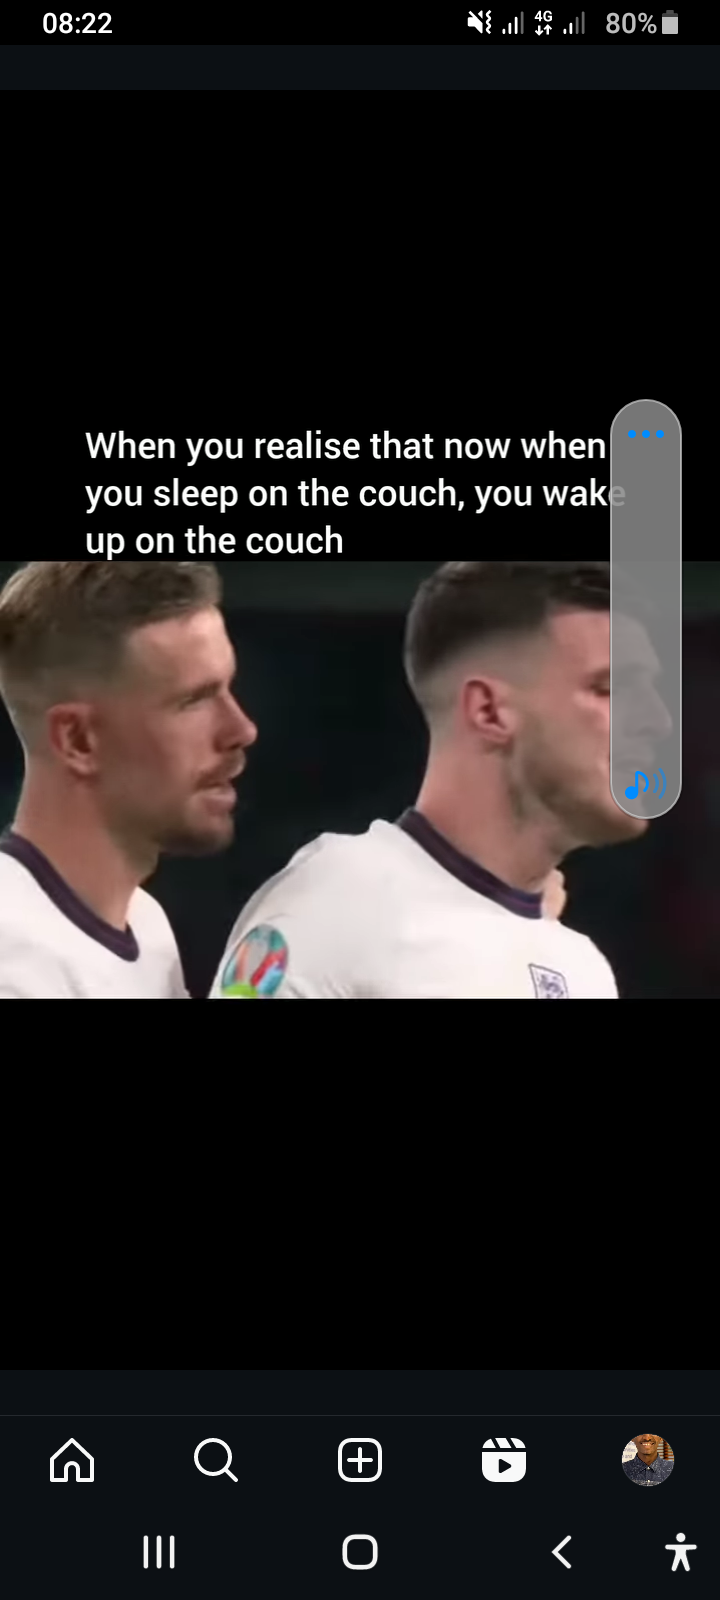 08:22
4G
80%
When you realise that now when
you sleep on the couch, you wake
up on the couch